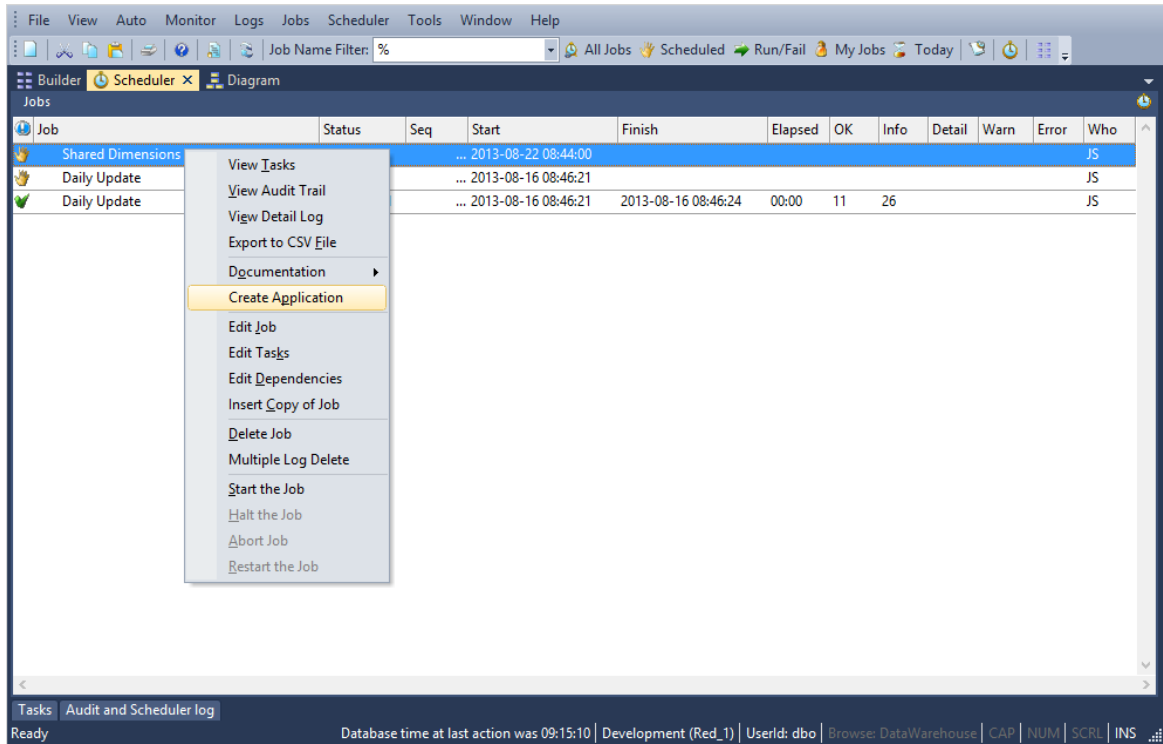 File View Auto Monitor Logs Jobs Scheduler Tools Window Help
Job Name Filter: % All Jobs Scheduled Run/Fail My Jobs Today
Builder Scheduler Diagram
Jobs
Job Status Seq Start Finish Elapsed OK Info Detail Warn Error Who
Shared Dimensions ... 2013-08-22 08:44:00 JS
Daily Update ... 2013-08-16 08:46:21 JS
Daily Update ... 2013-08-16 08:46:21 2013-08-16 08:46:24 00:00 11 26 JS
View Tasks
View Audit Trail
View Detail Log
Export to CSV File
Documentation
Create Application
Edit Job
Edit Tasks
Edit Dependencies
Insert Copy of Job
Delete Job
Multiple Log Delete
Start the Job
Halt the Job
Abort Job
Restart the Job
Tasks Audit and Scheduler log
Ready Database time at last action was 09:15:10 Development (Red_1) UserId: dbo Browse: DataWarehouse CAP NUM SCRL INS